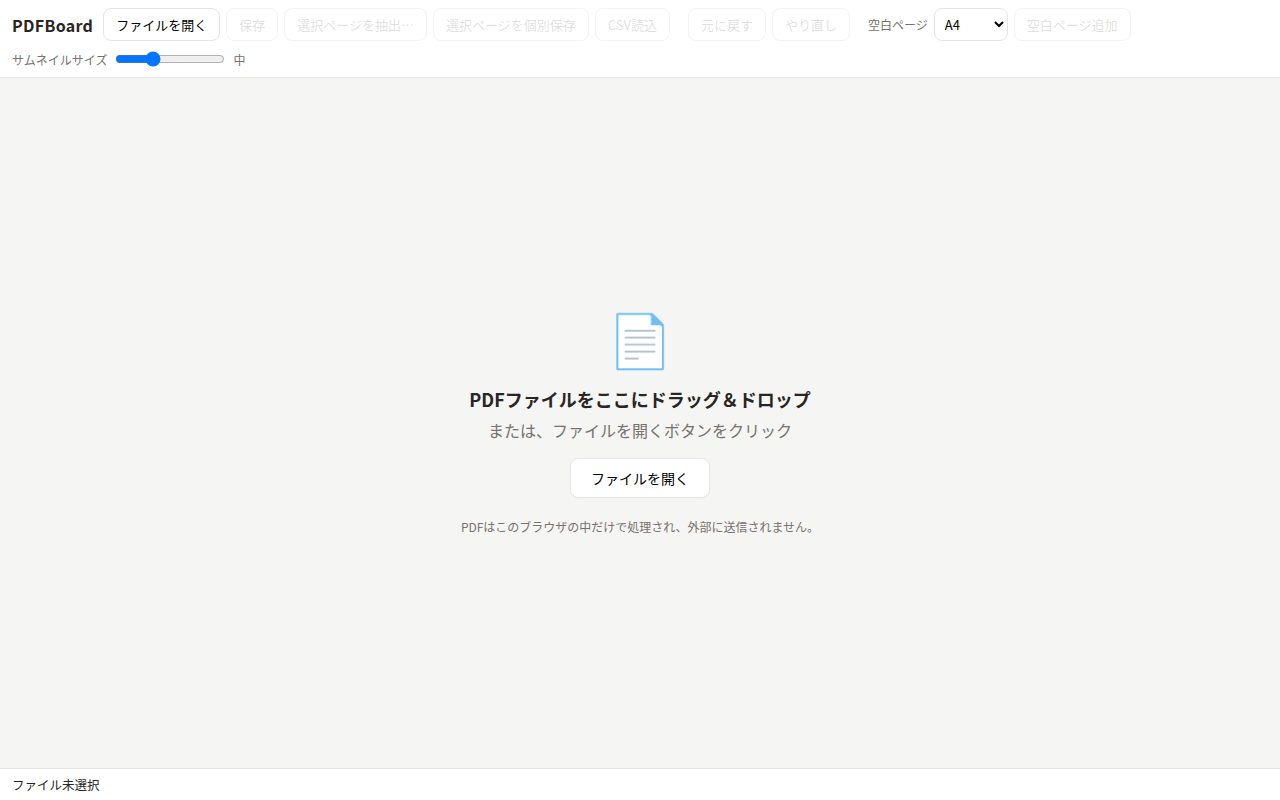 PDFBoard ファイルを開く 保存 選択ページを抽出… 選択ページを個別保存 CSV読込 元に戻す やり直し 空白ページ A4 空白ページ追加
サムネイルサイズ 中
PDFファイルをここにドラッグ＆ドロップ
または、ファイルを開くボタンをクリック
ファイルを開く
PDFはこのブラウザの中だけで処理され、外部に送信されません。
ファイル未選択